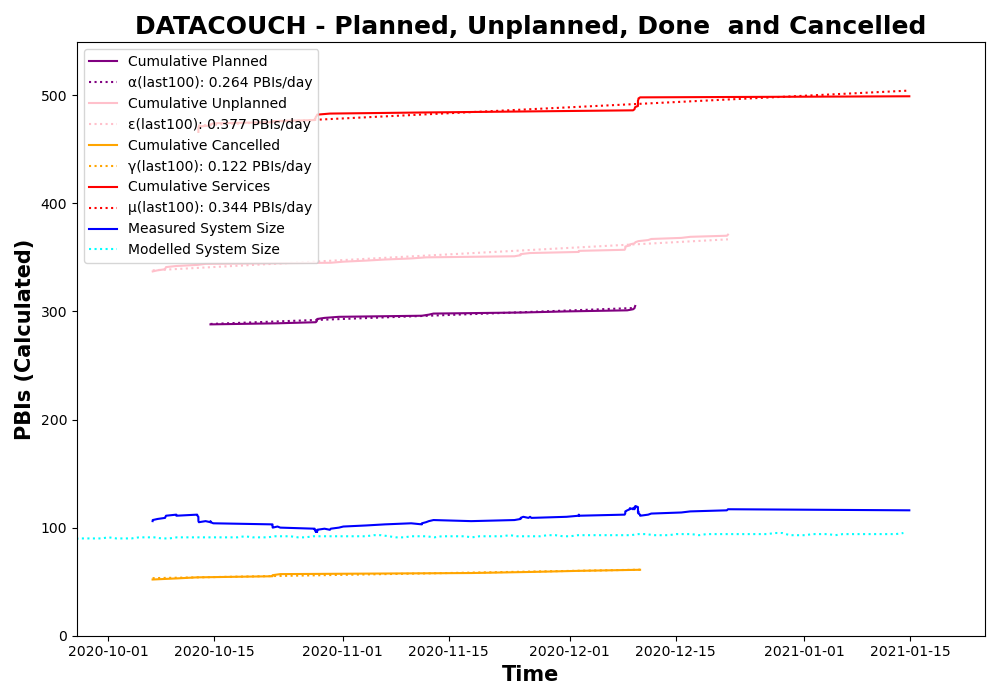 DATACOUCH - Planned, Unplanned, Done  and Cancelled
Cumulative Planned
α(last100): 0.264 PBIs/day
Cumulative Unplanned
ε(last100): 0.377 PBIs/day
Cumulative Cancelled
γ(last100): 0.122 PBIs/day
Cumulative Services
μ(last100): 0.344 PBIs/day
Measured System Size
Modelled System Size
PBIs (Calculated)
500
400
300
200
100
0
2020-10-01
2020-10-15
2020-11-01
2020-11-15
2020-12-01
2020-12-15
2021-01-01
2021-01-15
Time